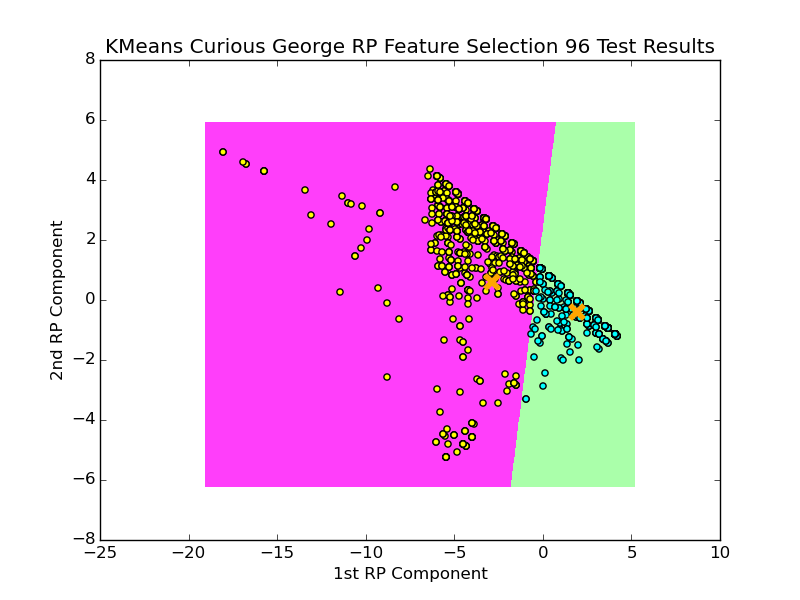 KMeans Curious George RP Feature Selection 96 Test Results
8
6
4
2
0
−2
−4
−6
−8
2nd RP Component
−25 −20 −15 −10 −5 0 5 10
1st RP Component